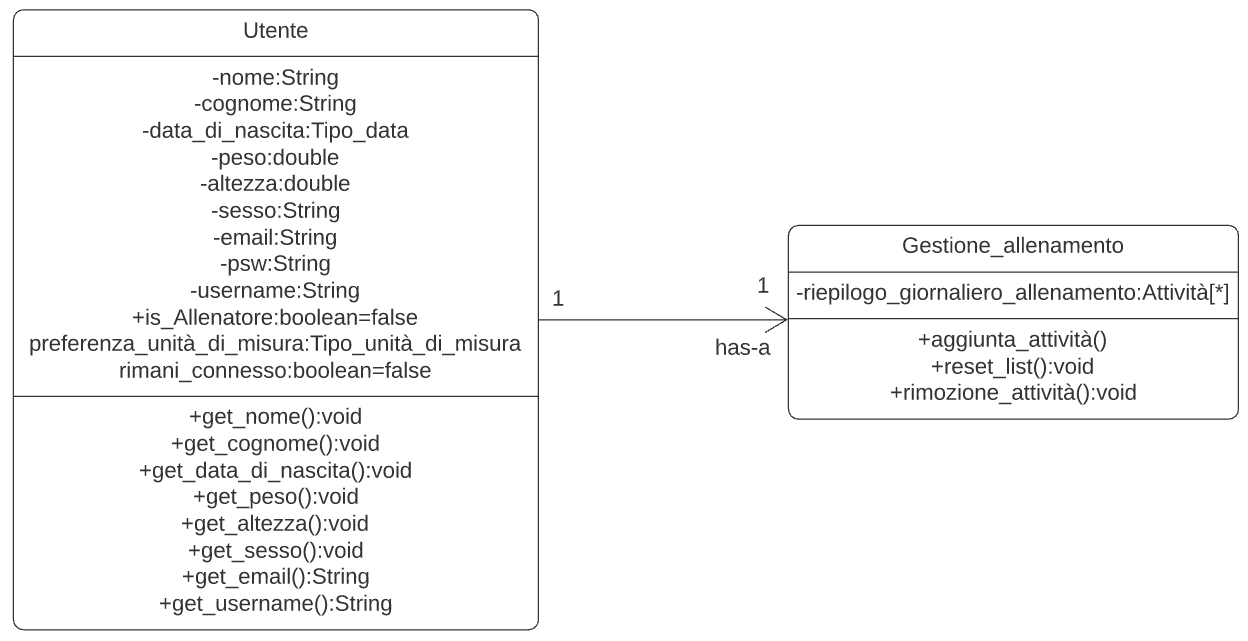 Utente
-nome:String
-cognome:String
-data_di_nascita:Tipo_data
-peso:double
-altezza:double
-sesso:String
-email:String
-psw:String
-username:String
+is_Allenatore:boolean=false
preferenza_unità_di_misura:Tipo_unità_di_misura
rimani_connesso:boolean=false
+get_nome():void
+get_cognome():void
+get_data_di_nascita():void
+get_peso():void
+get_altezza():void
+get_sesso():void
+get_email():String
+get_username():String
1
1
has-a
Gestione_allenamento
-riepilogo_giornaliero_allenamento:Attività[*]
+aggiunta_attività()
+reset_list():void
+rimozione_attività():void